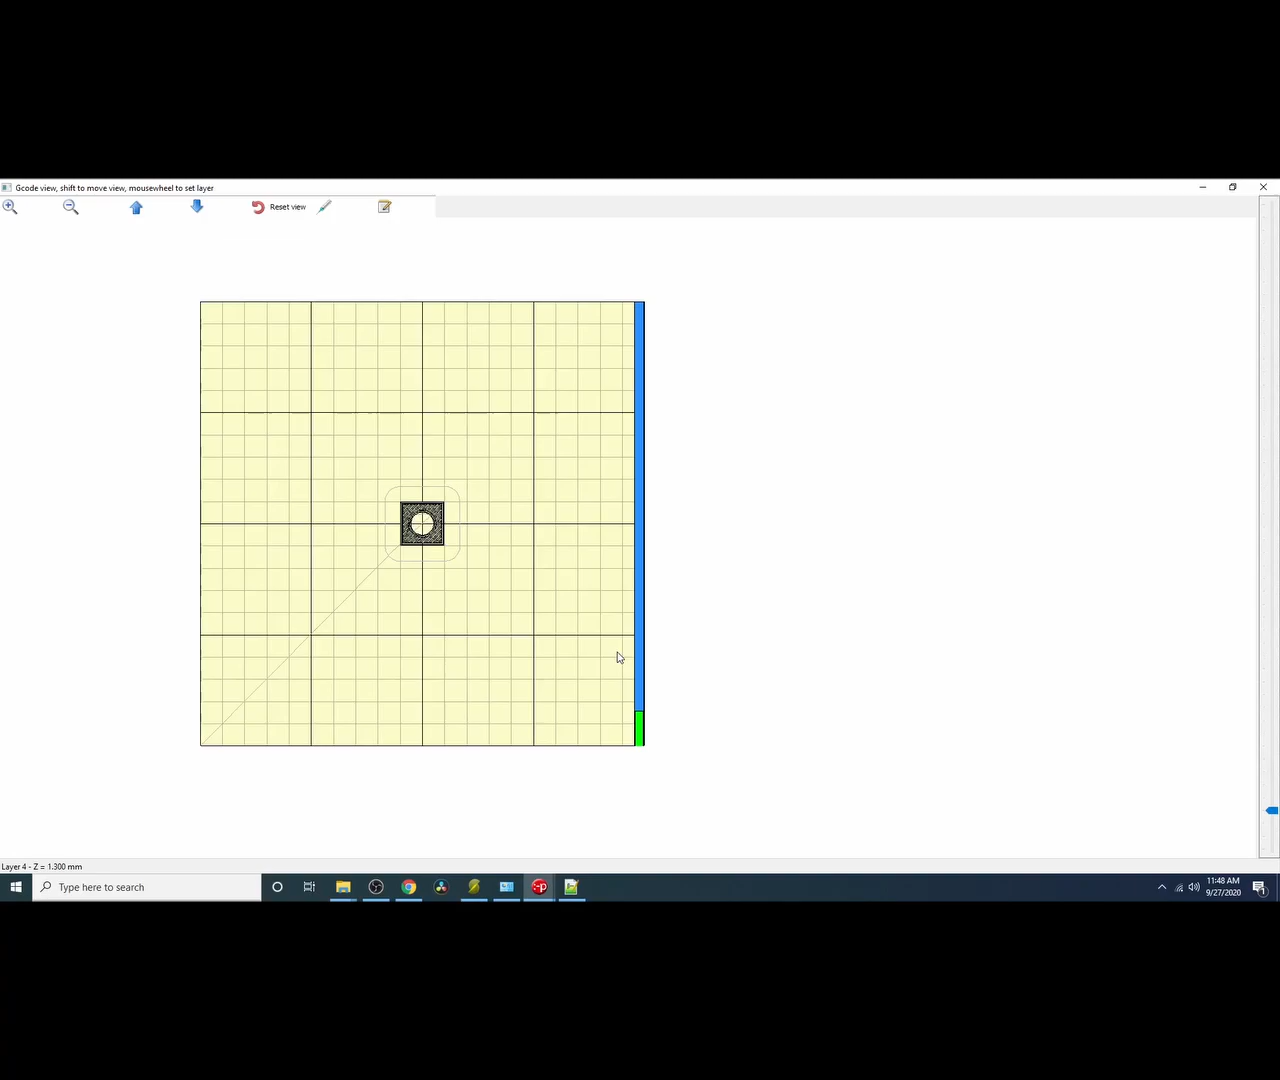 Gcode view, shift to move view, mousewheel to set layer
Reset view
Layer 4 - Z = 1.300 mm
Type here to search
11:48 AM
9/27/2020
:-p
1